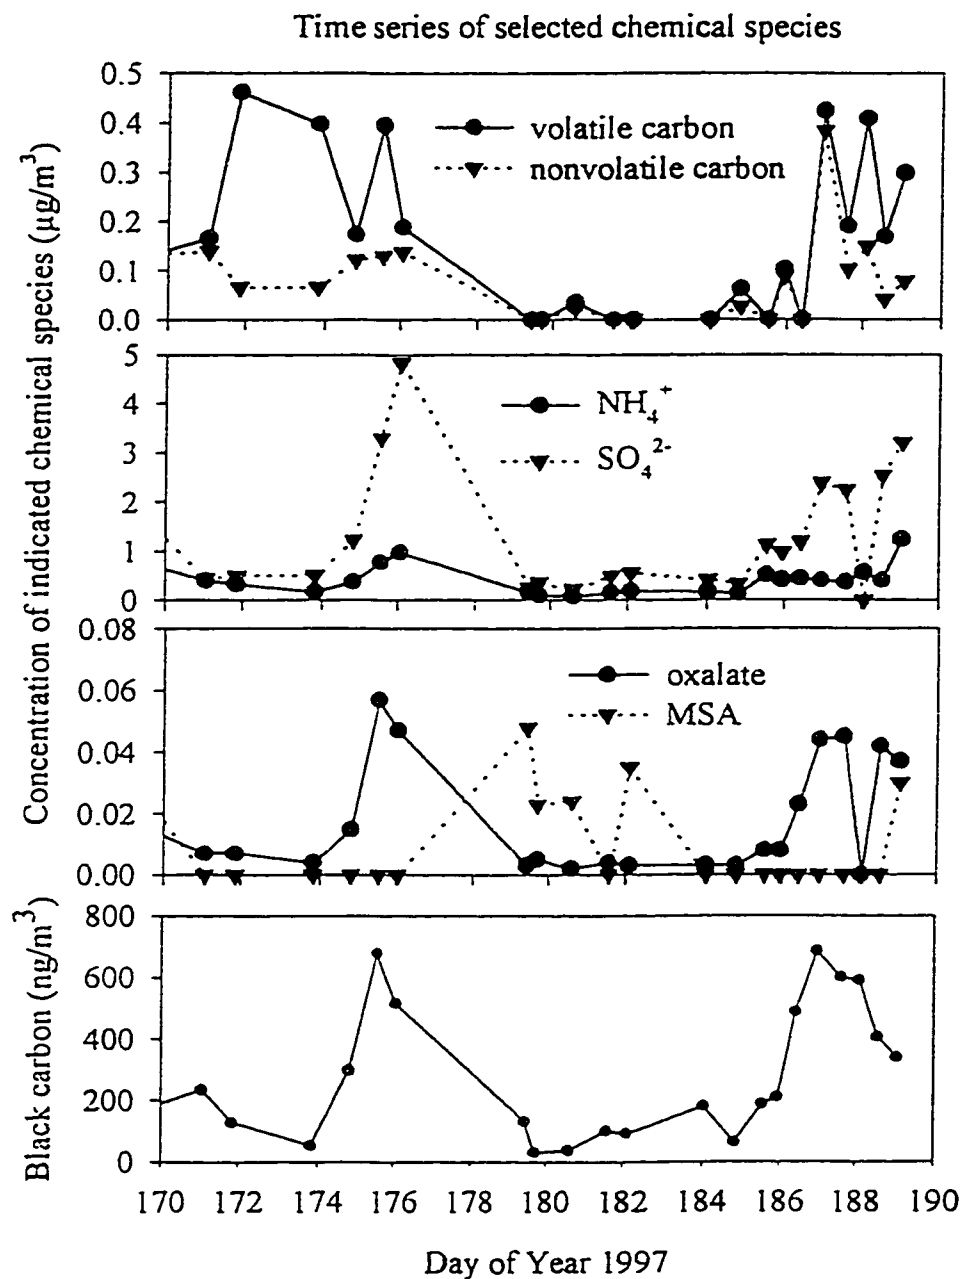 Time series of selected chemical species
Concentration of indicated chemical species (µg/m³)
0.5
0.4
0.3
0.2
0.1
0.0
volatile carbon
nonvolatile carbon
5
4
3
2
1
0
NH₄⁺
SO₄²⁻
0.08
0.06
0.04
0.02
0.00
oxalate
MSA
Black carbon (ng/m³)
800
600
400
200
0
170 172 174 176 178 180 182 184 186 188 190
Day of Year 1997